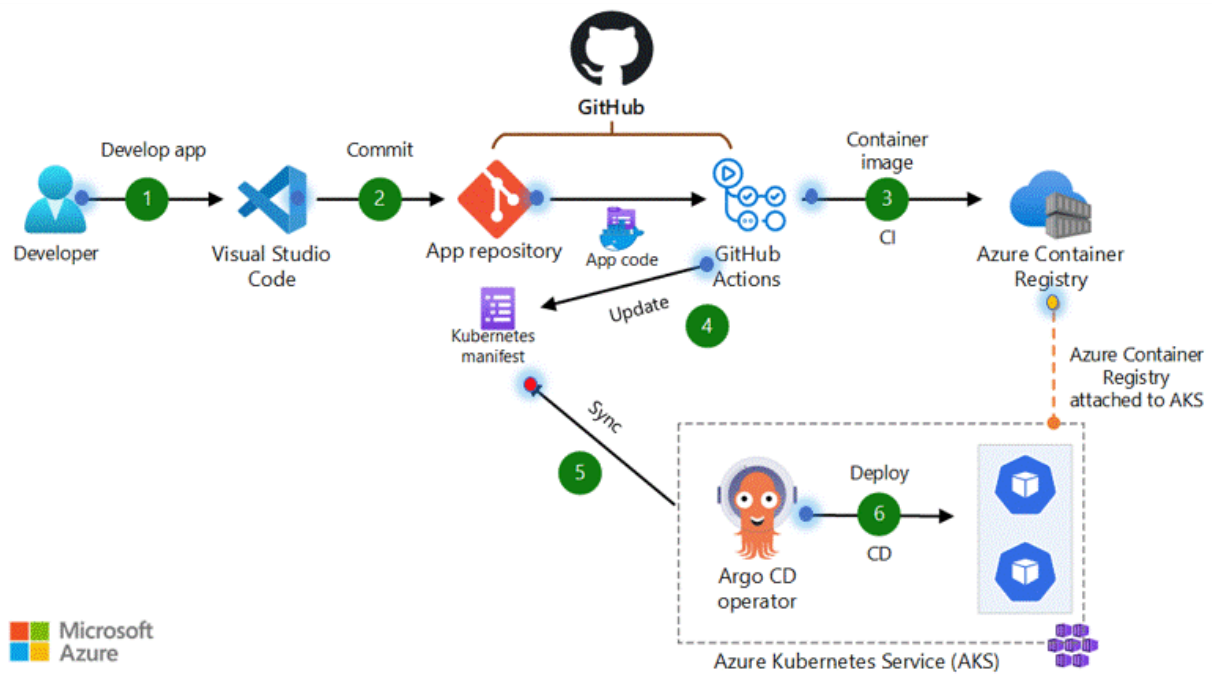 GitHub
Develop app
1
Developer
Visual Studio
Code
Commit
2
App repository
App code
GitHub
Actions
Container
image
3
CI
Azure Container
Registry
Update
4
Kubernetes
manifest
Sync
5
Azure Container
Registry
attached to AKS
Argo CD
operator
Deploy
6
CD
Azure Kubernetes Service (AKS)
Microsoft
Azure